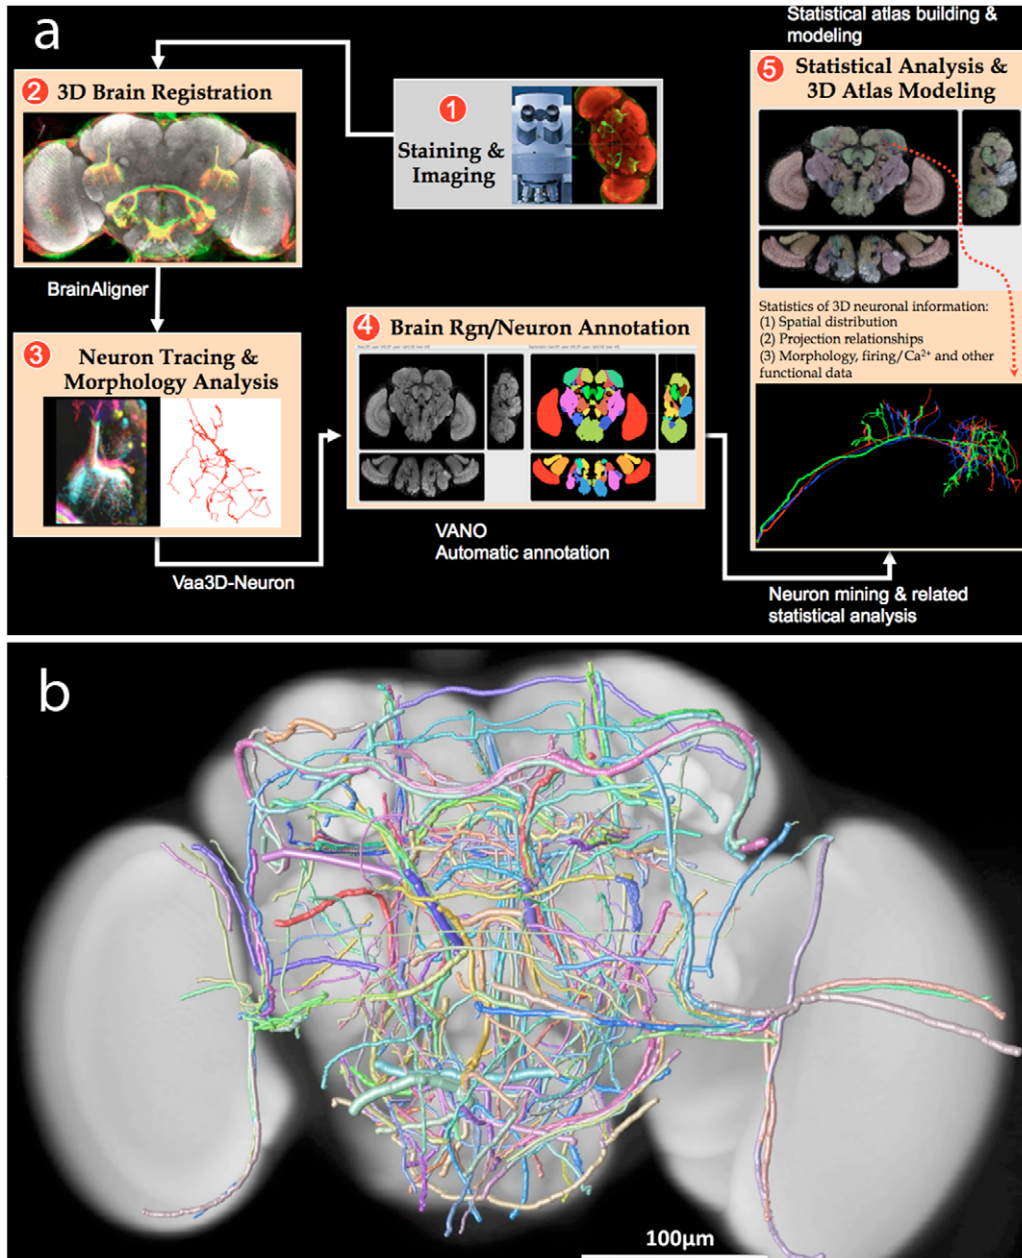 a
1
Staining &
Imaging
2
3D Brain Registration
BrainAligner
3
Neuron Tracing &
Morphology Analysis
Vaa3D-Neuron
4
Brain Rgn/Neuron Annotation
VANO
Automatic annotation
Statistical atlas building &
modeling
5
Statistical Analysis &
3D Atlas Modeling
Statistics of 3D neuronal information:
(1) Spatial distribution
(2) Projection relationships
(3) Morphology, firing/Ca²⁺ and other
functional data
Neuron mining & related
statistical analysis
b
100µm